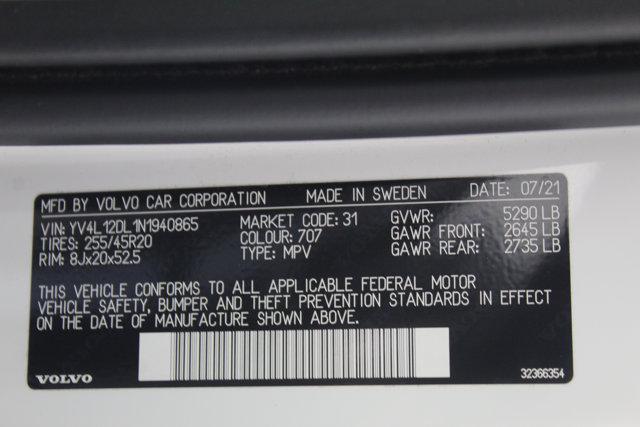 MFD BY VOLVO CAR CORPORATION MADE IN SWEDEN DATE: 07/21
VIN: YV4L12DL1N1940865 MARKET CODE: 31 GVWR: 5290 LB
TIRES: 255/45R20 COLOUR: 707 GAWR FRONT: 2645 LB
RIM: 8Jx20x52.5 TYPE: MPV GAWR REAR: 2735 LB
THIS VEHICLE CONFORMS TO ALL APPLICABLE FEDERAL MOTOR
VEHICLE SAFETY, BUMPER AND THEFT PREVENTION STANDARDS IN EFFECT
ON THE DATE OF MANUFACTURE SHOWN ABOVE.
VOLVO 32366354